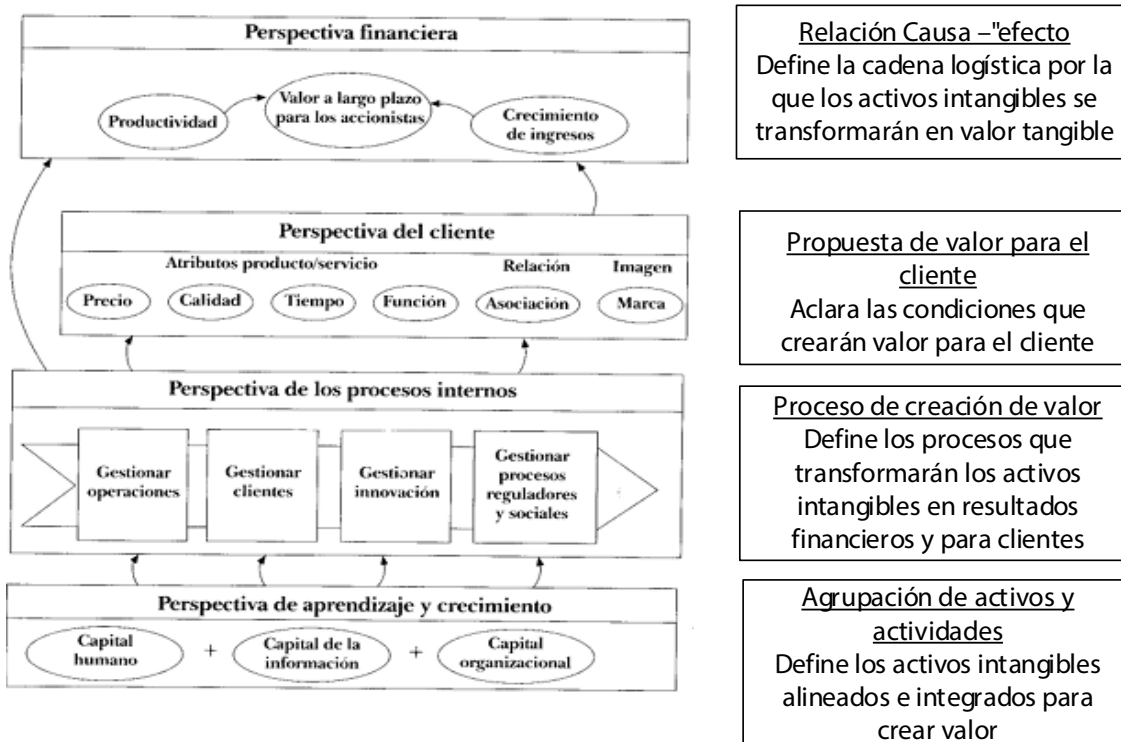 Perspectiva financiera
Productividad
Valor a largo plazo
para los accionistas
Crecimiento
de ingresos
Relación Causa –"efecto
Define la cadena logística por la
que los activos intangibles se
transformarán en valor tangible
Perspectiva del cliente
Atributos producto/servicio
Relación
Imagen
Precio
Calidad
Tiempo
Función
Asociación
Marca
Propuesta de valor para el
cliente
Aclara las condiciones que
crearán valor para el cliente
Perspectiva de los procesos internos
Gestionar
operaciones
Gestionar
clientes
Gestionar
innovación
Gestionar
procesos
reguladores
y sociales
Proceso de creación de valor
Define los procesos que
transformarán los activos
intangibles en resultados
financieros y para clientes
Perspectiva de aprendizaje y crecimiento
Capital
humano
+
Capital de la
información
+
Capital
organizacional
Agrupación de activos y
actividades
Define los activos intangibles
alineados e integrados para
crear valor